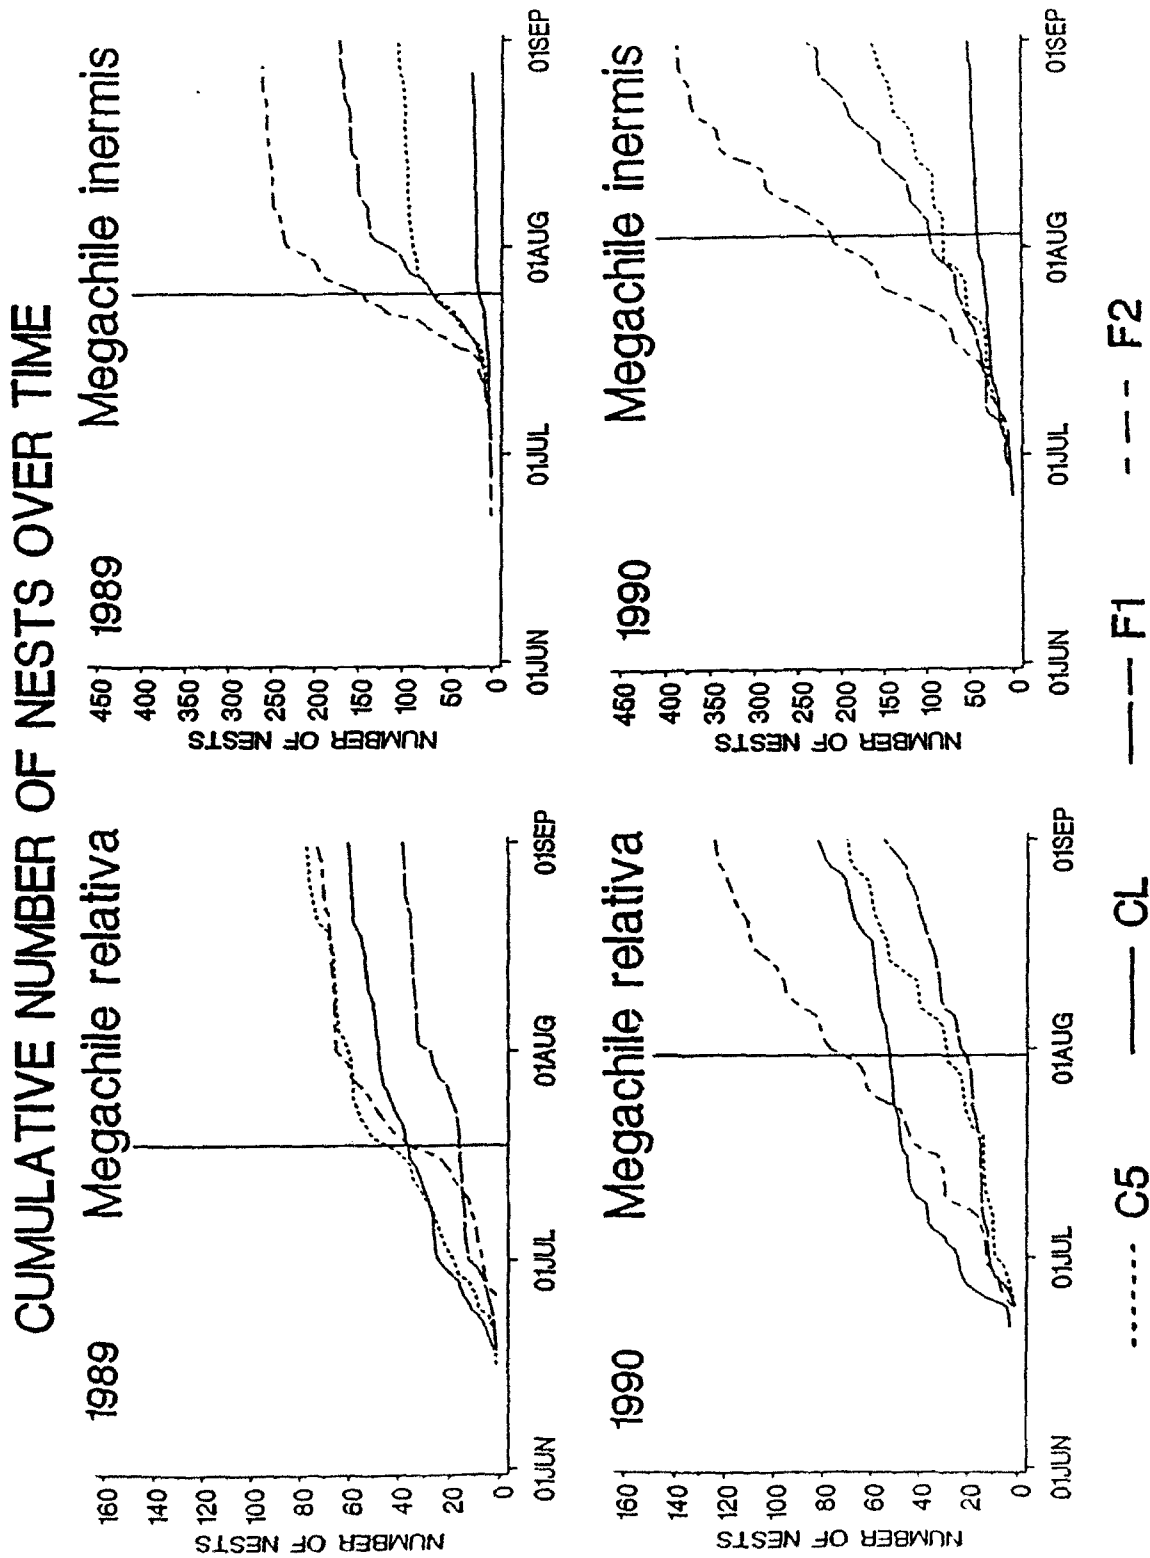 CUMULATIVE NUMBER OF NESTS OVER TIME
1989
Megachile relativa
NUMBER OF NESTS
160
140
120
100
80
60
40
20
0
01JUN
01JUL
01AUG
01SEP
1989
Megachile inermis
NUMBER OF NESTS
450
400
350
300
250
200
150
100
50
0
01JUN
01JUL
01AUG
01SEP
1990
Megachile relativa
NUMBER OF NESTS
160
140
120
100
80
60
40
20
0
01JUN
01JUL
01AUG
01SEP
1990
Megachile inermis
NUMBER OF NESTS
450
400
350
300
250
200
150
100
50
0
01JUN
01JUL
01AUG
01SEP
C5
CL
F1
F2